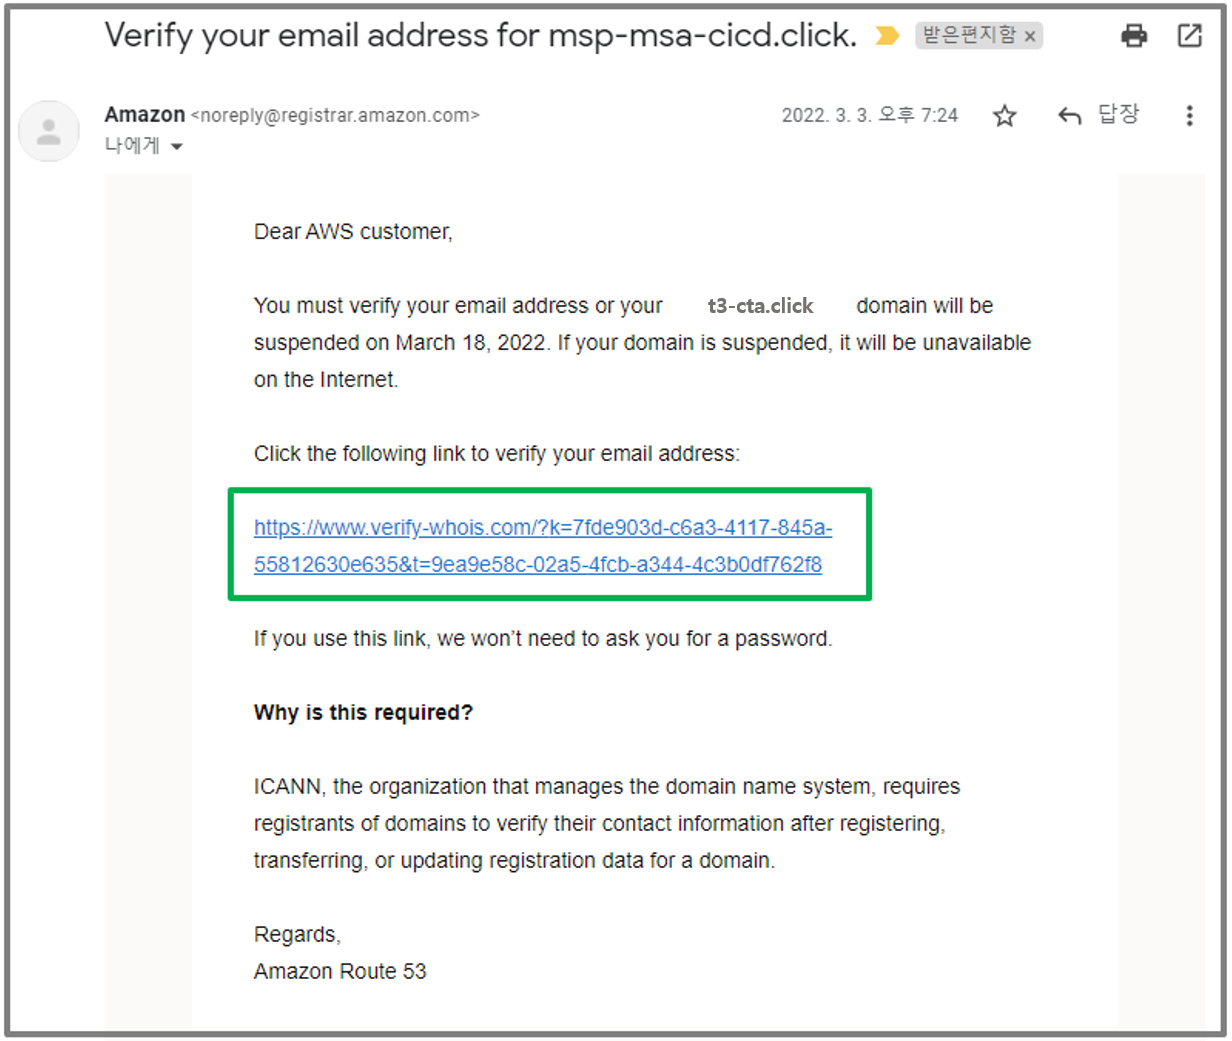 Verify your email address for msp-msa-cicd.click.
받은편지함 ×
Amazon <noreply@registrar.amazon.com>
2022. 3. 3. 오후 7:24
답장
나에게
Dear AWS customer,
You must verify your email address or your t3-cta.click domain will be
suspended on March 18, 2022. If your domain is suspended, it will be unavailable
on the Internet.
Click the following link to verify your email address:
https://www.verify-whois.com/?k=7fde903d-c6a3-4117-845a-
55812630e635&t=9ea9e58c-02a5-4fcb-a344-4c3b0df762f8
If you use this link, we won’t need to ask you for a password.
Why is this required?
ICANN, the organization that manages the domain name system, requires
registrants of domains to verify their contact information after registering,
transferring, or updating registration data for a domain.
Regards,
Amazon Route 53